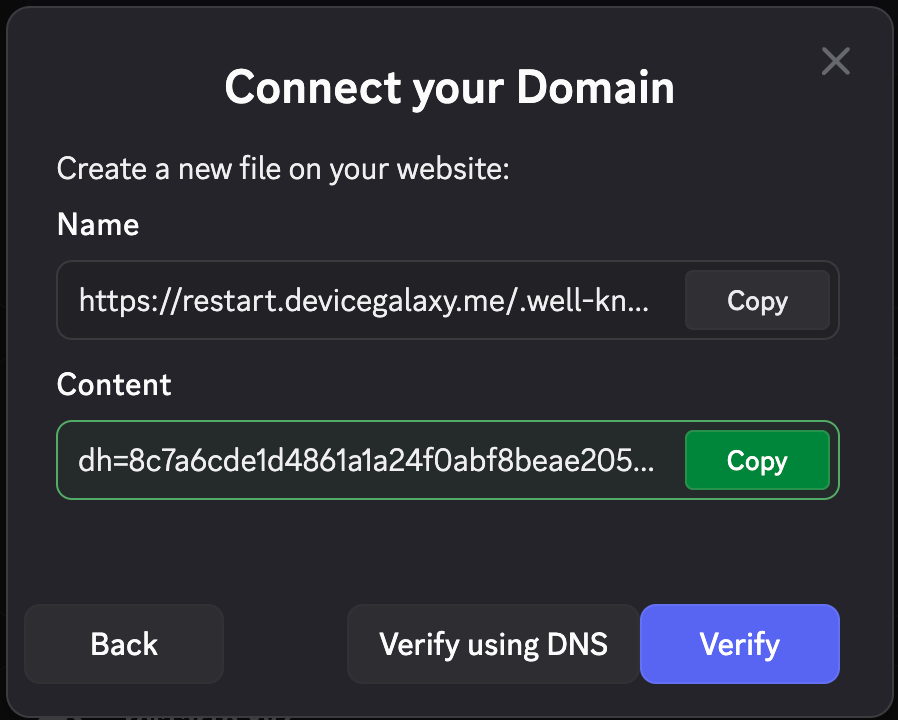 Connect your Domain
Create a new file on your website:
Name
https://restart.devicegalaxy.me/.well-kn...
Copy
Content
dh=8c7a6cde1d4861a1a24f0abf8beae205...
Copy
Back
Verify using DNS
Verify